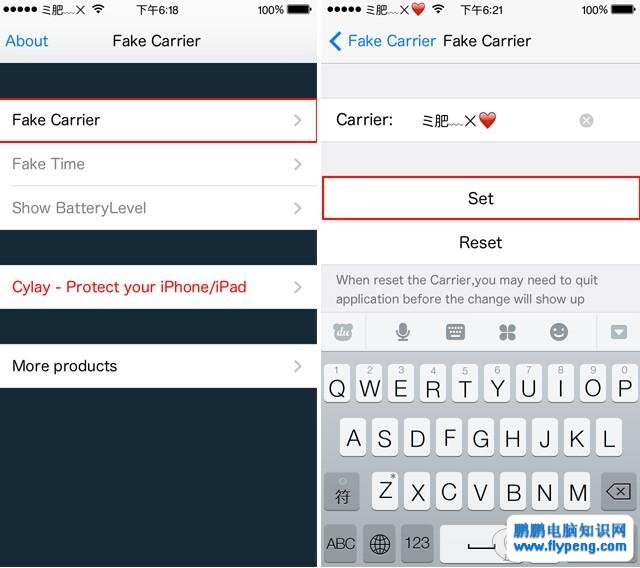 ミ肥﹏メ 下午6:18 100%
About Fake Carrier
Fake Carrier
Fake Time
Show BatteryLevel
Cylay - Protect your iPhone/iPad
More products
ミ肥﹏メ❤️ 下午6:21 100%
Fake Carrier Fake Carrier
Carrier: ミ肥﹏メ❤️
Set
Reset
When reset the Carrier,you may need to quit
application before the change will show up
du
1 2 3 4 5 6 7 8 9 0
Q W E R T Y U I O P
A S D F G H J K L
符 Z X C V B N M
ABC 123
鹏鹏电脑知识网
www.flypeng.com